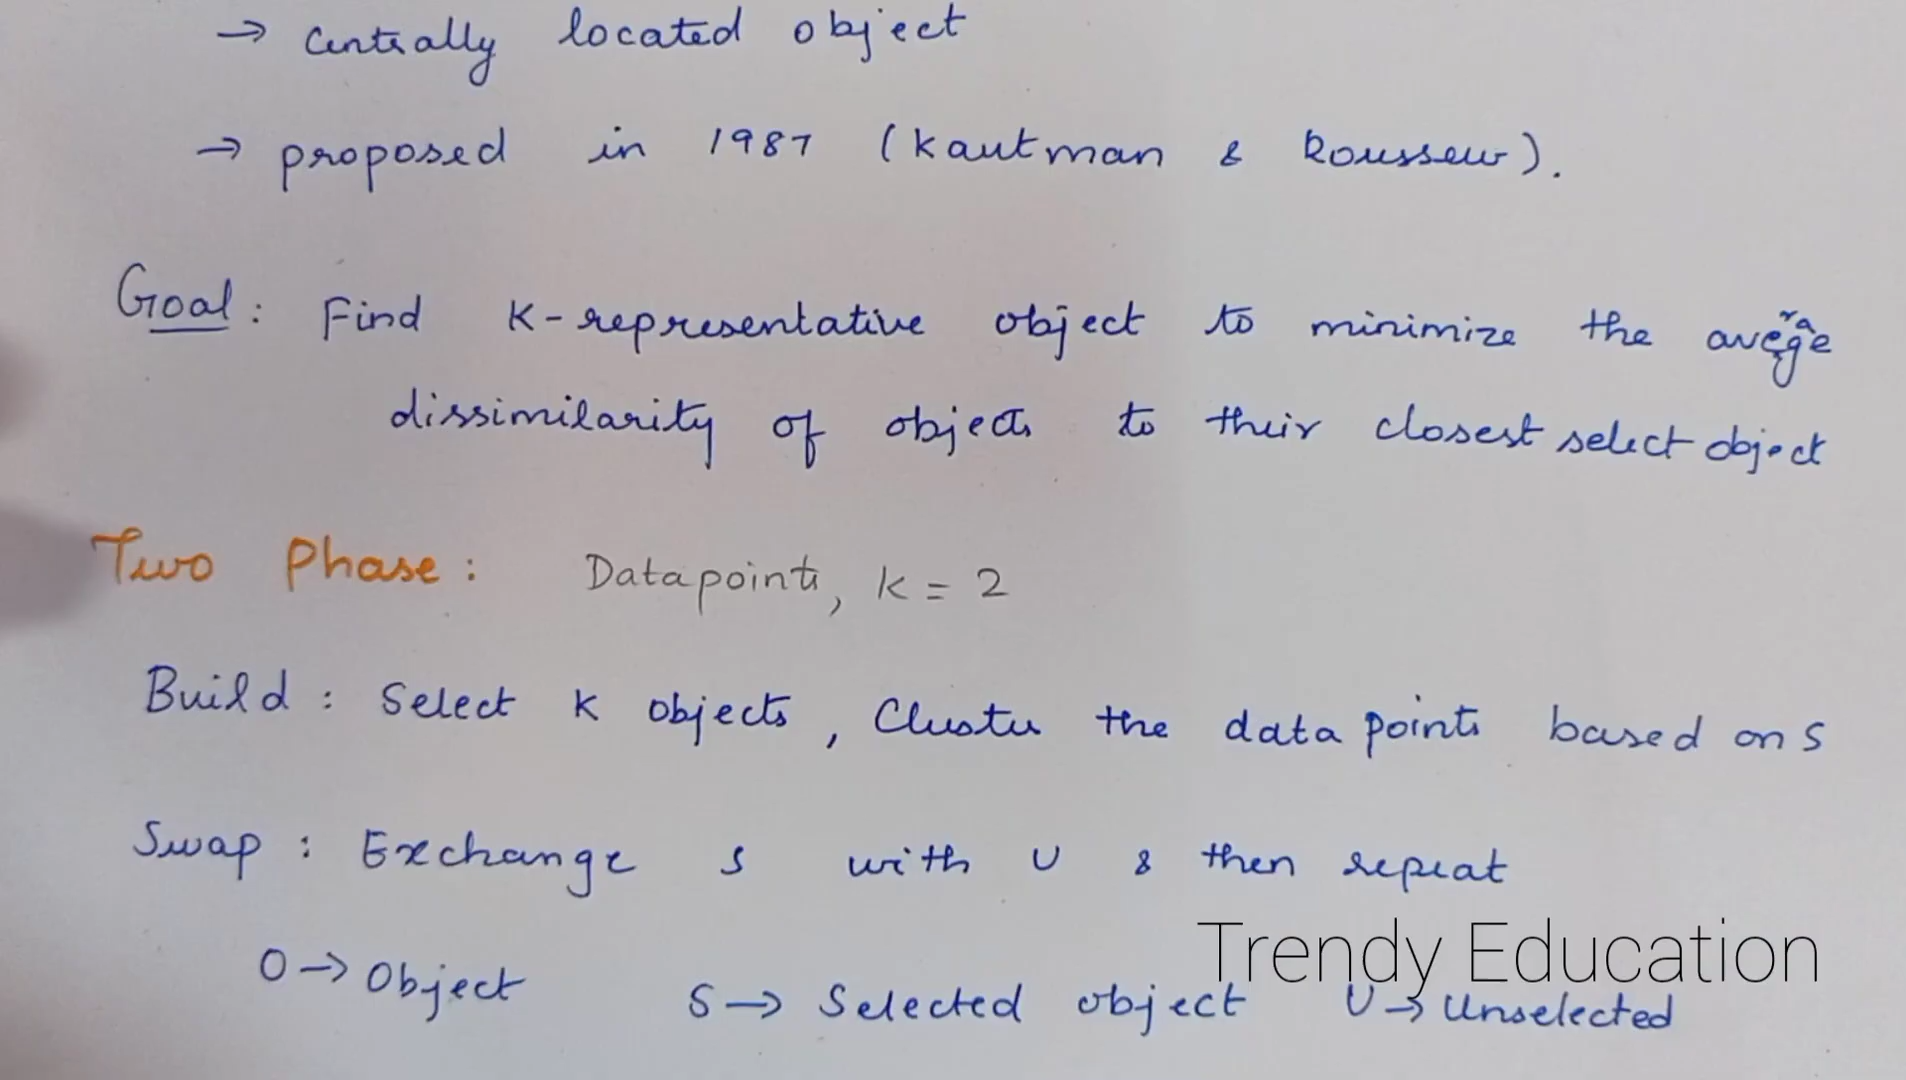 → Centrally located object
→ proposed in 1987 (Kautman & Roussew).
Goal: Find K-representative object to minimize the average
dissimilarity of objects to their closest select object
Two Phase: Datapoints, K = 2
Build: Select K objects, Cluster the data points based on S
Swap: Exchange S with U & then repeat
Trendy Education
O → Object S → Selected object U → Unselected